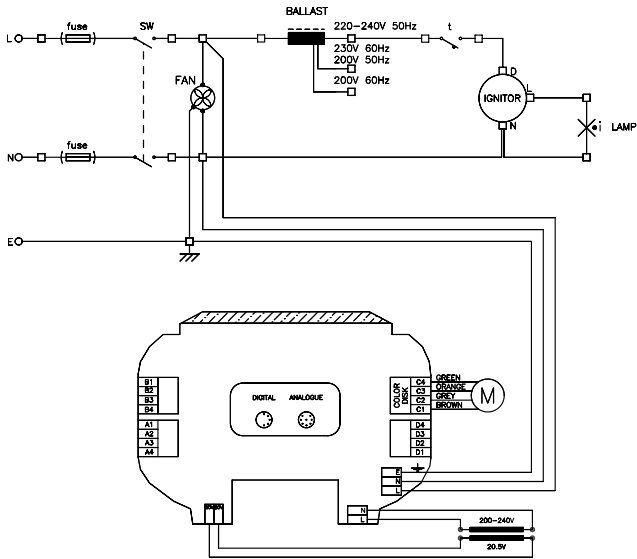 BALLAST
fuse
SW
220-240V 50Hz
t
L
230V 60Hz
200V 50Hz
200V 60Hz
FAN
D
L
IGNITOR
N
i LAMP
fuse
N
E
B1
B2
B3
B4
A1
A2
A3
A4
DIGITAL
ANALOGUE
COLOR
DISK
C4
C3
C2
C1
GREEN
ORANGE
GREY
BROWN
M
D4
D3
D2
D1
E
N
L
N
L
200-240V
20.5V